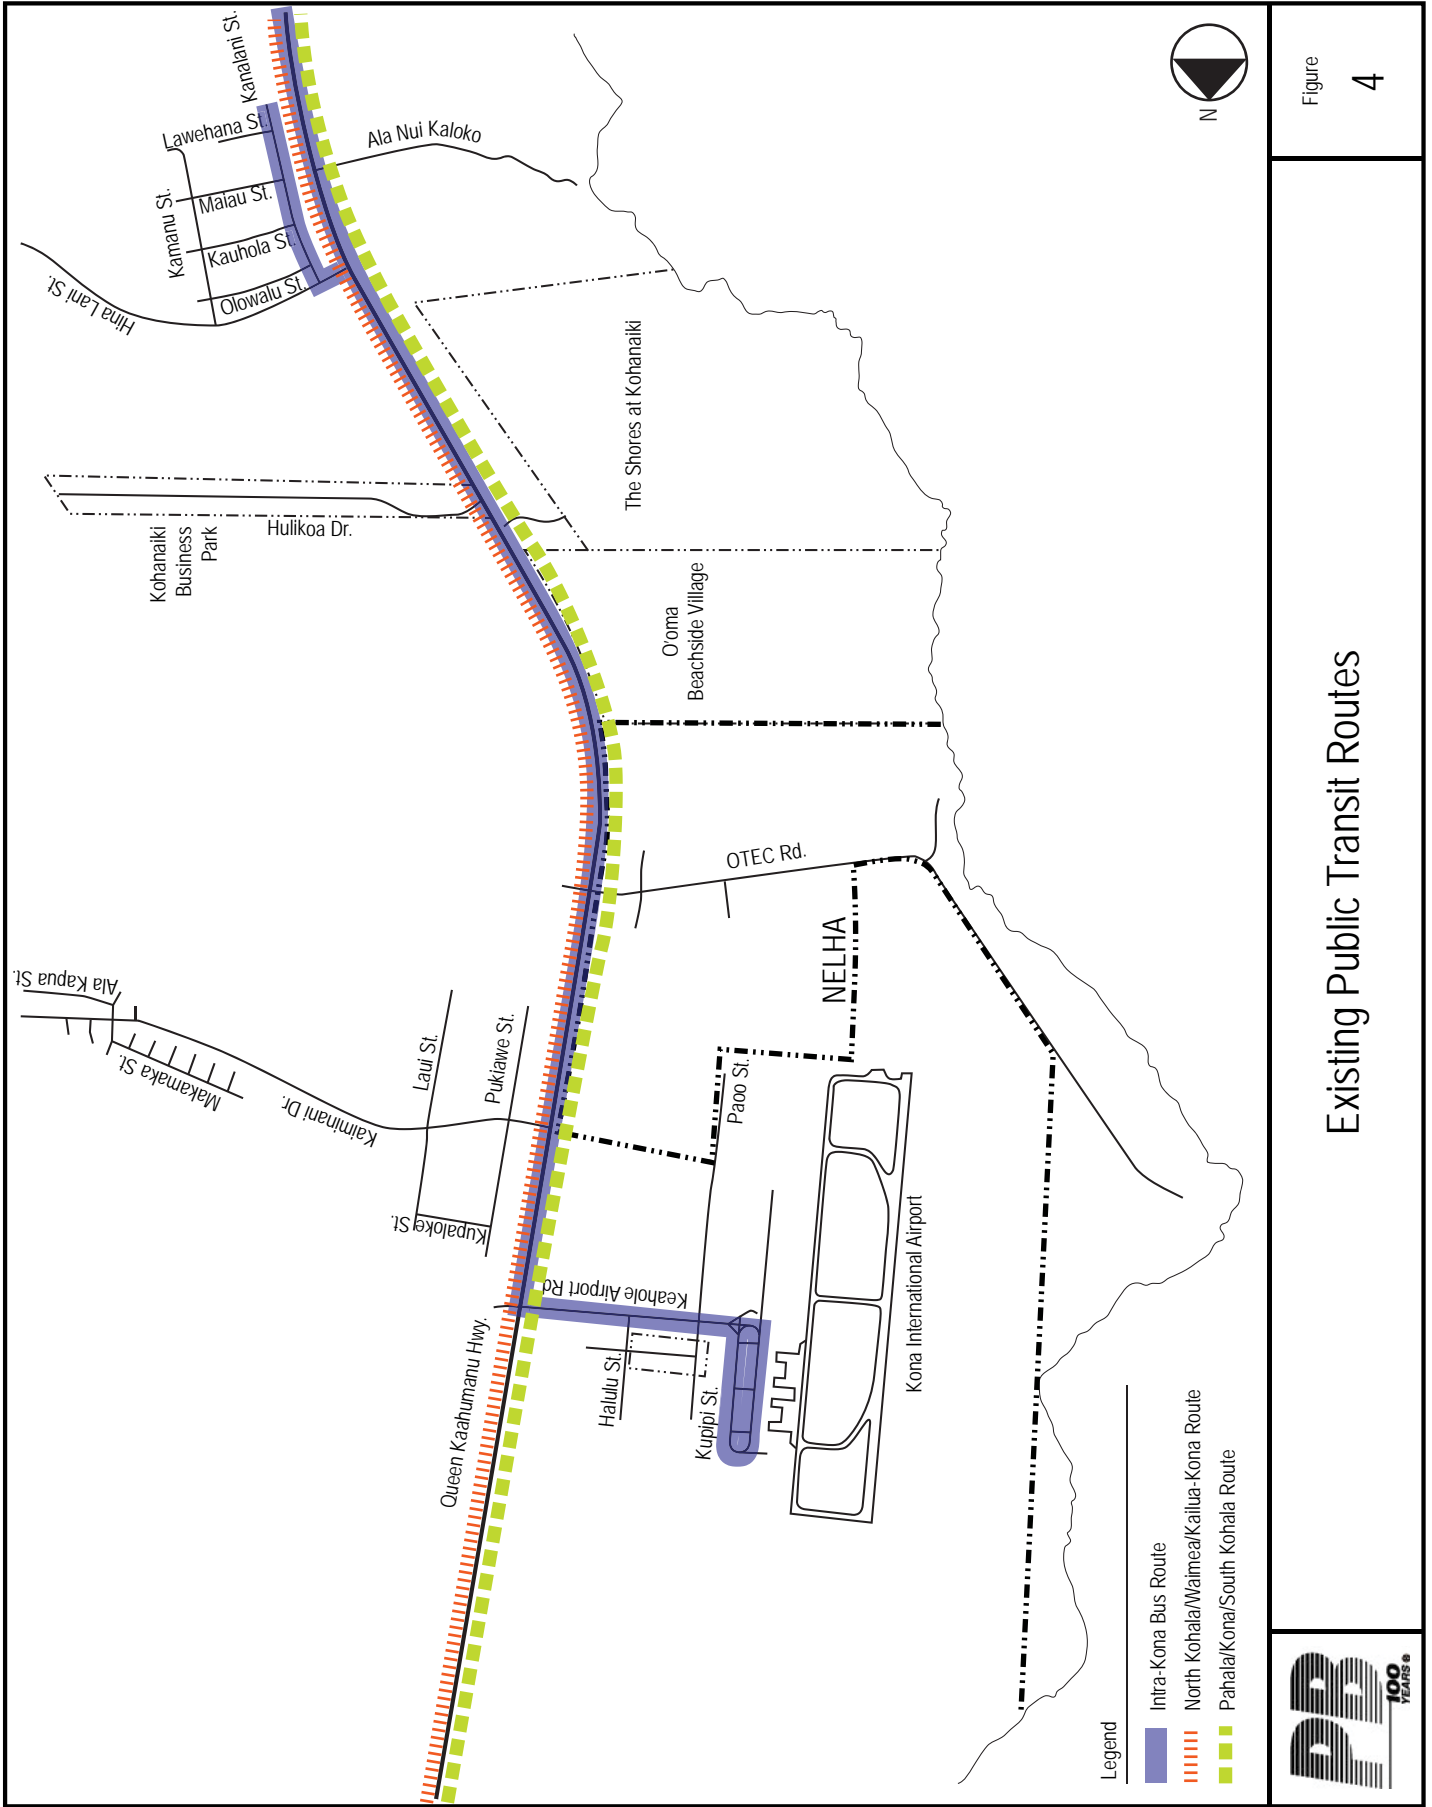 Kanalani St.
Lawehana St.
Kamanu St.
Maiau St.
Kauhola St.
Olowalu St.
Hina Lani St.
Ala Nui Kaloko
The Shores at Kohanaiki
Kohanaiki
Business
Park
Hulikoa Dr.
O'oma
Beachside Village
OTEC Rd.
NELHA
Ala Kapua St.
Makamaka St.
Kaiminani Dr.
Laui St.
Pukiawe St.
Kupaloke St.
Paoo St.
Keahole Airport Rd
Queen Kaahumanu Hwy.
Halulu St.
Kupipi St.
Kona International Airport
N
Legend
Intra-Kona Bus Route
North Kohala/Waimea/Kailua-Kona Route
Pahala/Kona/South Kohala Route
PB
100
YEARS
Existing Public Transit Routes
Figure
4